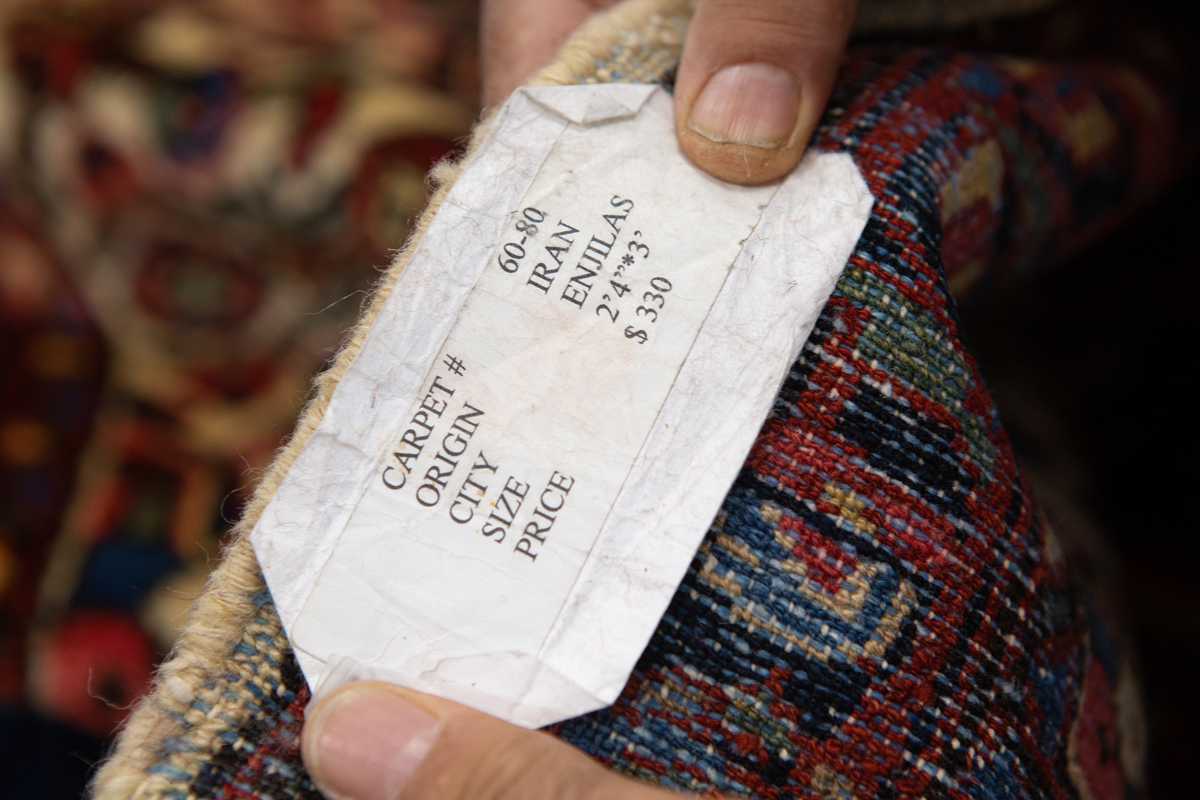 CARPET # 60-80
ORIGIN IRAN
CITY ENJILAS
SIZE 2'4"*3'
PRICE $ 330